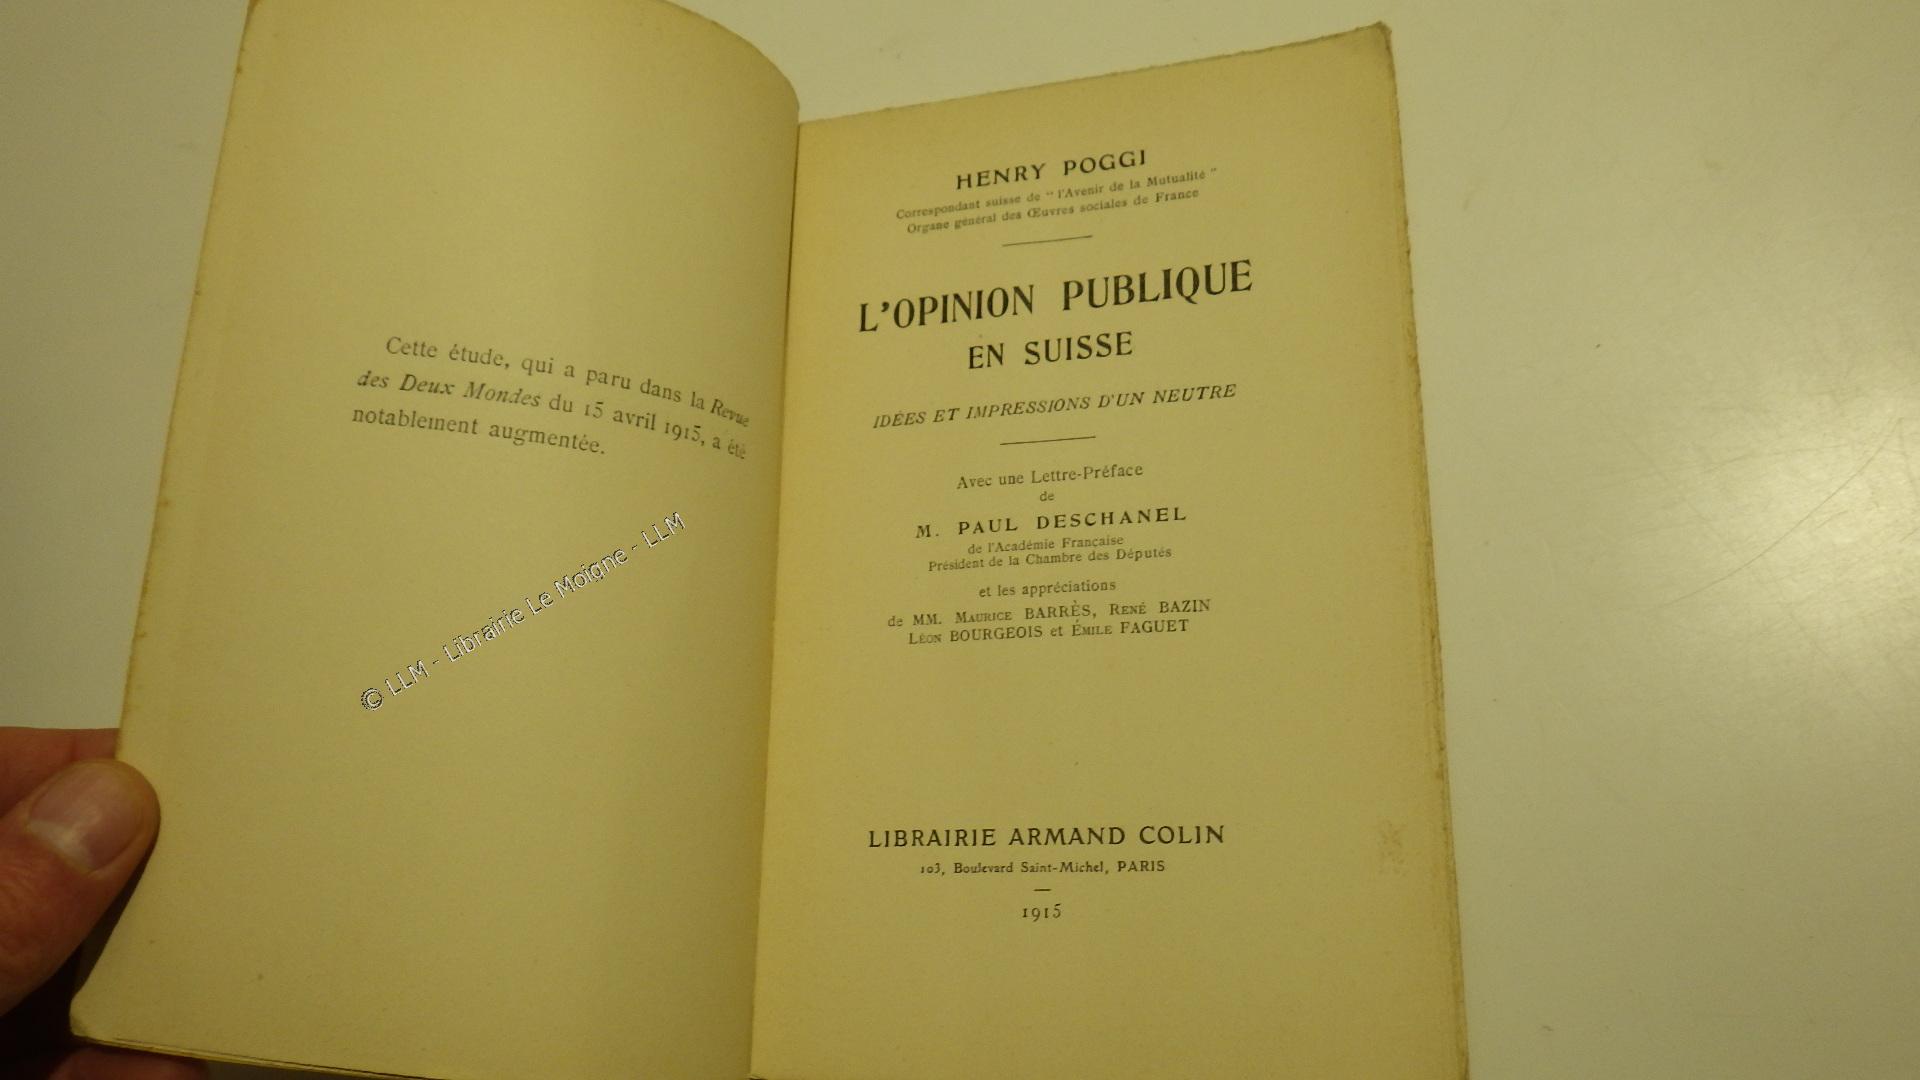 Cette étude, qui a paru dans la Revue
des Deux Mondes du 15 avril 1915, a été
notablement augmentée.
© LLM - Librairie Le Moigne - LLM
HENRY POGGI
Correspondant suisse de "l'Avenir de la Mutualité"
Organe général des Œuvres sociales de France
L'OPINION PUBLIQUE
EN SUISSE
IDÉES ET IMPRESSIONS D'UN NEUTRE
Avec une Lettre-Préface
de
M. PAUL DESCHANEL
de l'Académie Française
Président de la Chambre des Députés
et les appréciations
de MM. MAURICE BARRÈS, RENÉ BAZIN
LÉON BOURGEOIS et ÉMILE FAGUET
LIBRAIRIE ARMAND COLIN
103, Boulevard Saint-Michel, PARIS
1915